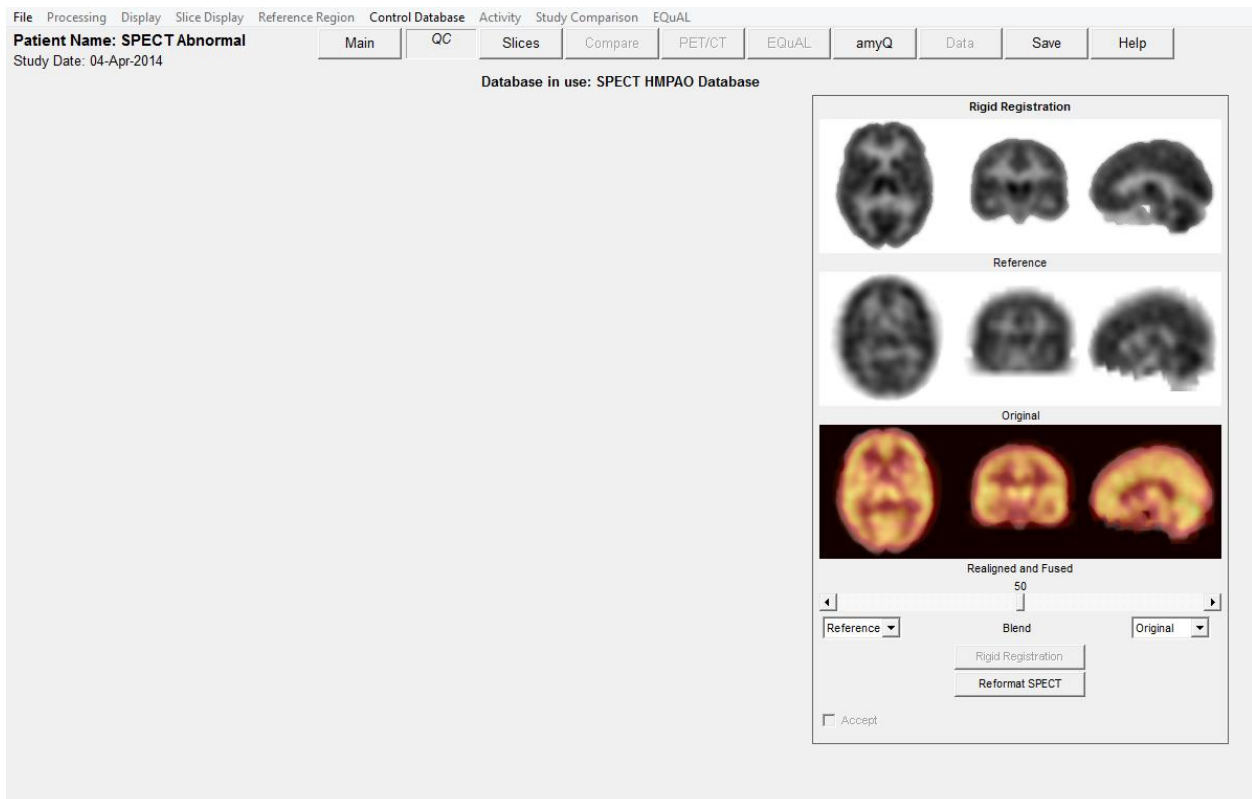 File Processing Display Slice Display Reference Region Control Database Activity Study Comparison EQuAL
Patient Name: SPECT Abnormal
Study Date: 04-Apr-2014
Main QC Slices Compare PET/CT EQuAL amyQ Data Save Help
Database in use: SPECT HMPAO Database
Rigid Registration
Reference
Original
Realigned and Fused
50
Reference Blend Original
Rigid Registration
Reformat SPECT
Accept